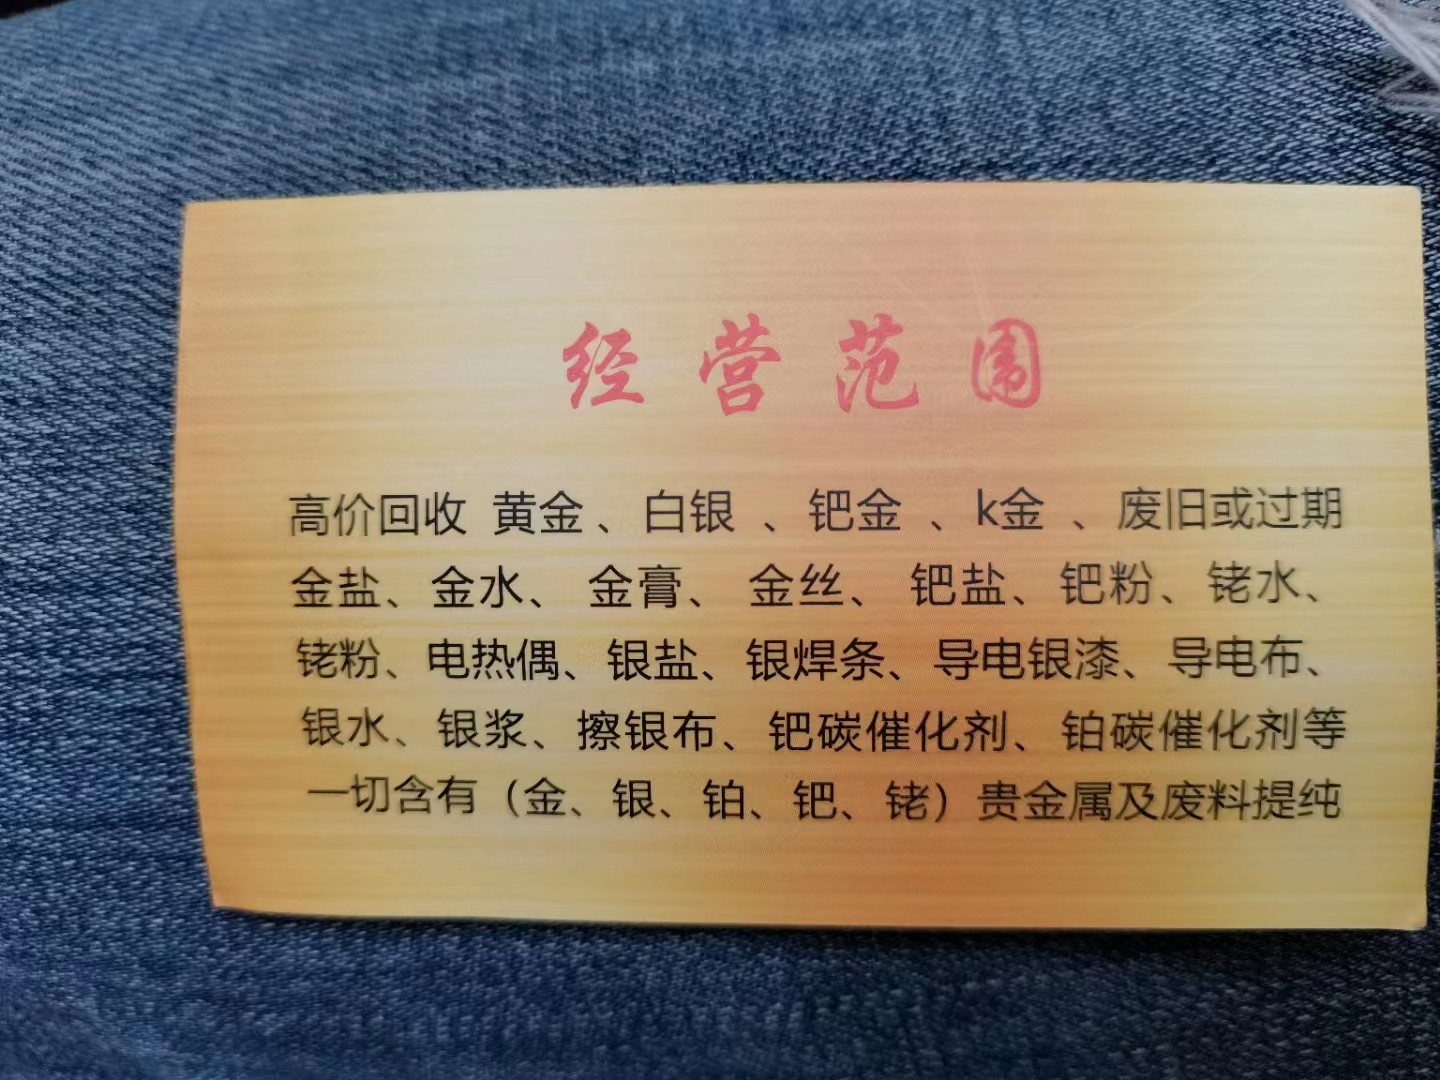 经营范围
高价回收 黄金、白银、钯金、k金、废旧或过期
金盐、金水、金膏、金丝、钯盐、钯粉、铑水、
铑粉、电热偶、银盐、银焊条、导电银漆、导电布、
银水、银浆、擦银布、钯碳催化剂、铂碳催化剂等
一切含有（金、银、铂、钯、铑）贵金属及废料提纯